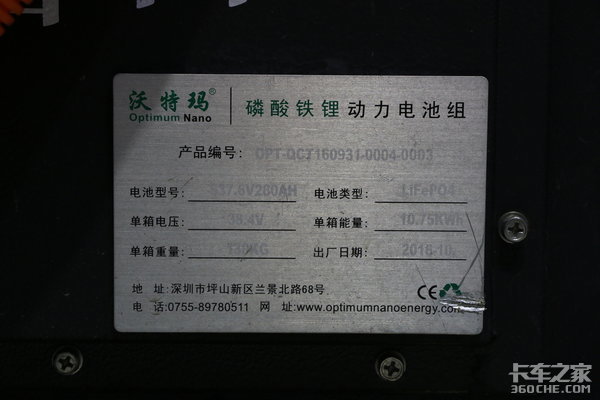 沃特玛® 磷酸铁锂动力电池组
Optimum Nano
产品编号: OPT-DCT160931-0004-0003
电池型号: 电池类型: LiFePO4
单箱电压: 38.4V 单箱能量: 10.75KWh
单箱重量: 出厂日期: 2016-10.
地 址:深圳市坪山新区兰景北路68号
电 话:0755-89780511 网 址:www.optimumnanoenergy.com
CE
卡车之家
360CHE.COM